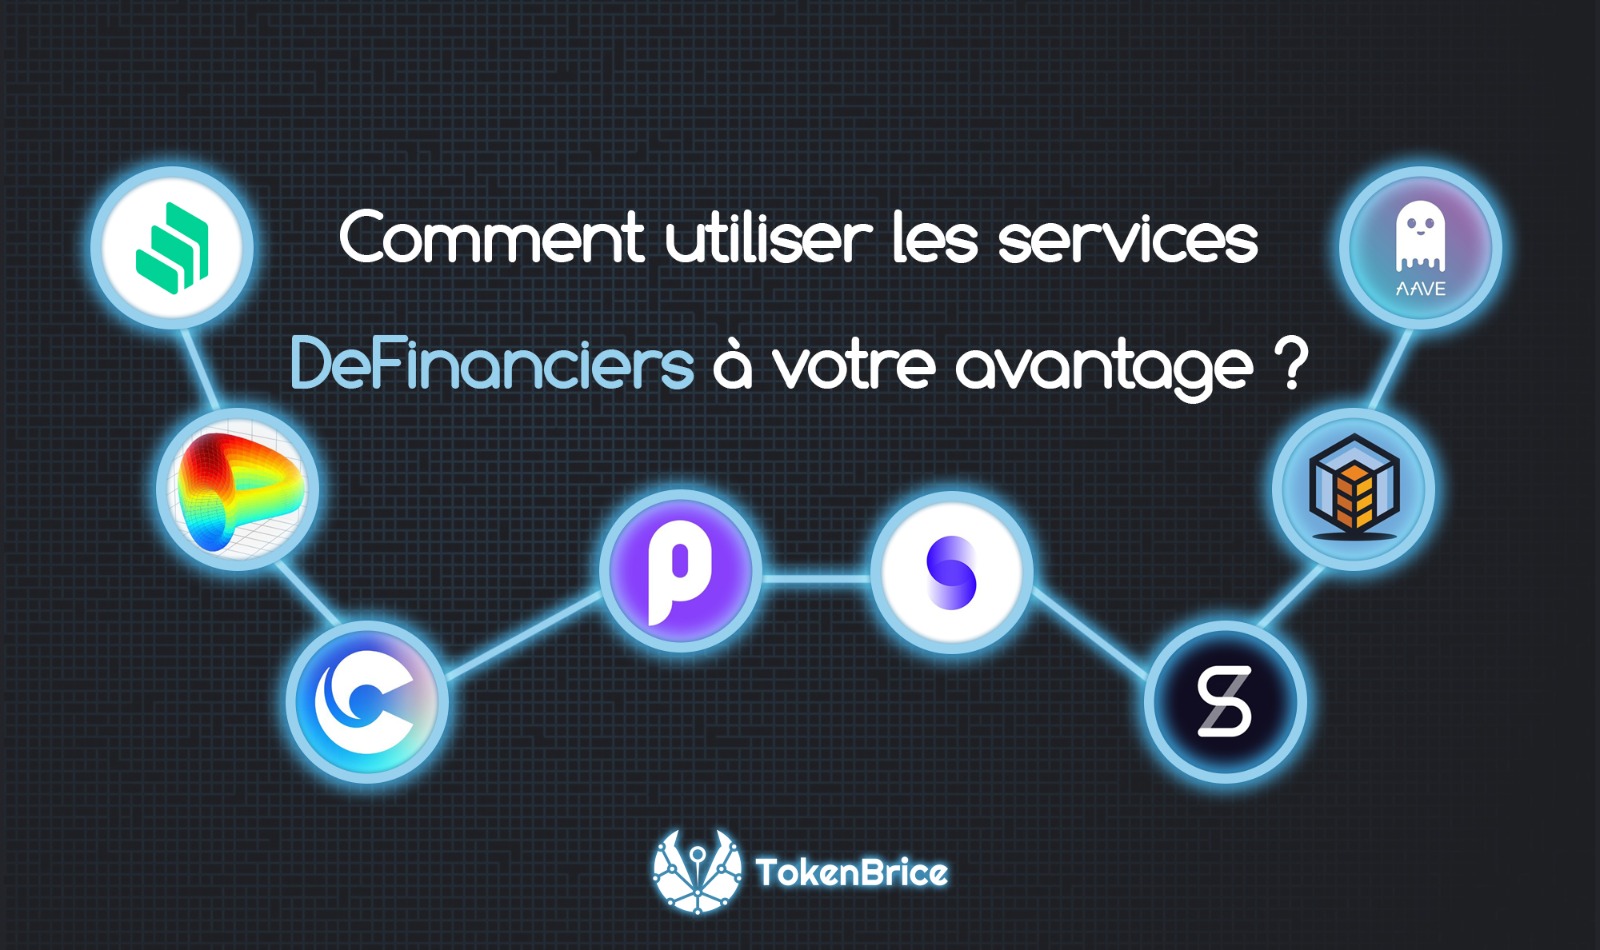 Comment utiliser les services
DeFinanciers à votre avantage ?
AAVE
TokenBrice